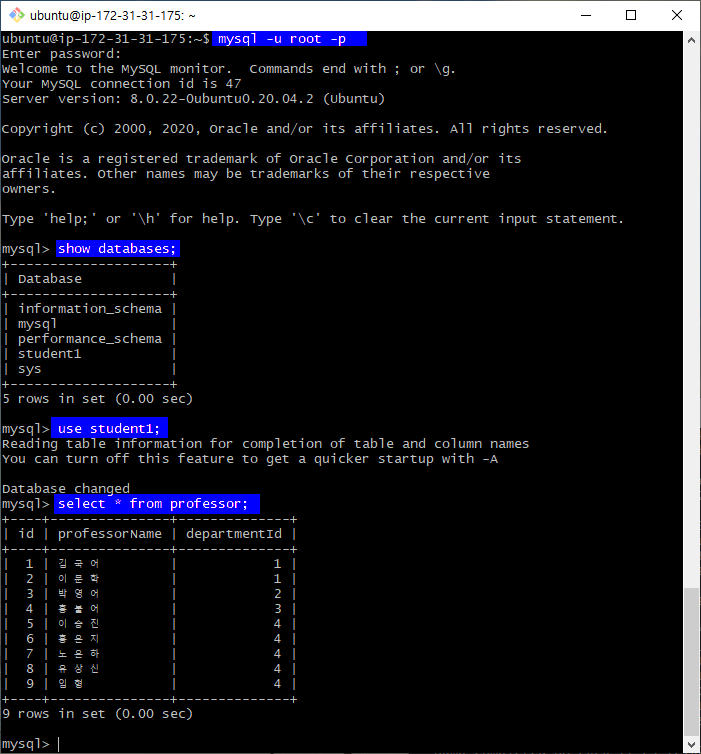 ubuntu@ip-172-31-31-175: ~
ubuntu@ip-172-31-31-175:~$ mysql -u root -p
Enter password:
Welcome to the MySQL monitor.  Commands end with ; or \g.
Your MySQL connection id is 47
Server version: 8.0.22-0ubuntu0.20.04.2 (Ubuntu)

Copyright (c) 2000, 2020, Oracle and/or its affiliates. All rights reserved.

Oracle is a registered trademark of Oracle Corporation and/or its
affiliates. Other names may be trademarks of their respective
owners.

Type 'help;' or '\h' for help. Type '\c' to clear the current input statement.

mysql> show databases;
+--------------------+
| Database           |
+--------------------+
| information_schema |
| mysql              |
| performance_schema |
| student1           |
| sys                |
+--------------------+
5 rows in set (0.00 sec)

mysql> use student1;
Reading table information for completion of table and column names
You can turn off this feature to get a quicker startup with -A

Database changed
mysql> select * from professor;
+----+---------------+--------------+
| id | professorName | departmentId |
+----+---------------+--------------+
|  1 | 김국어        |            1 |
|  2 | 이문학        |            1 |
|  3 | 박영어        |            2 |
|  4 | 홍불어        |            3 |
|  5 | 이승진        |            4 |
|  6 | 홍은지        |            4 |
|  7 | 노은하        |            4 |
|  8 | 유상신        |            4 |
|  9 | 임형          |            4 |
+----+---------------+--------------+
9 rows in set (0.00 sec)

mysql>